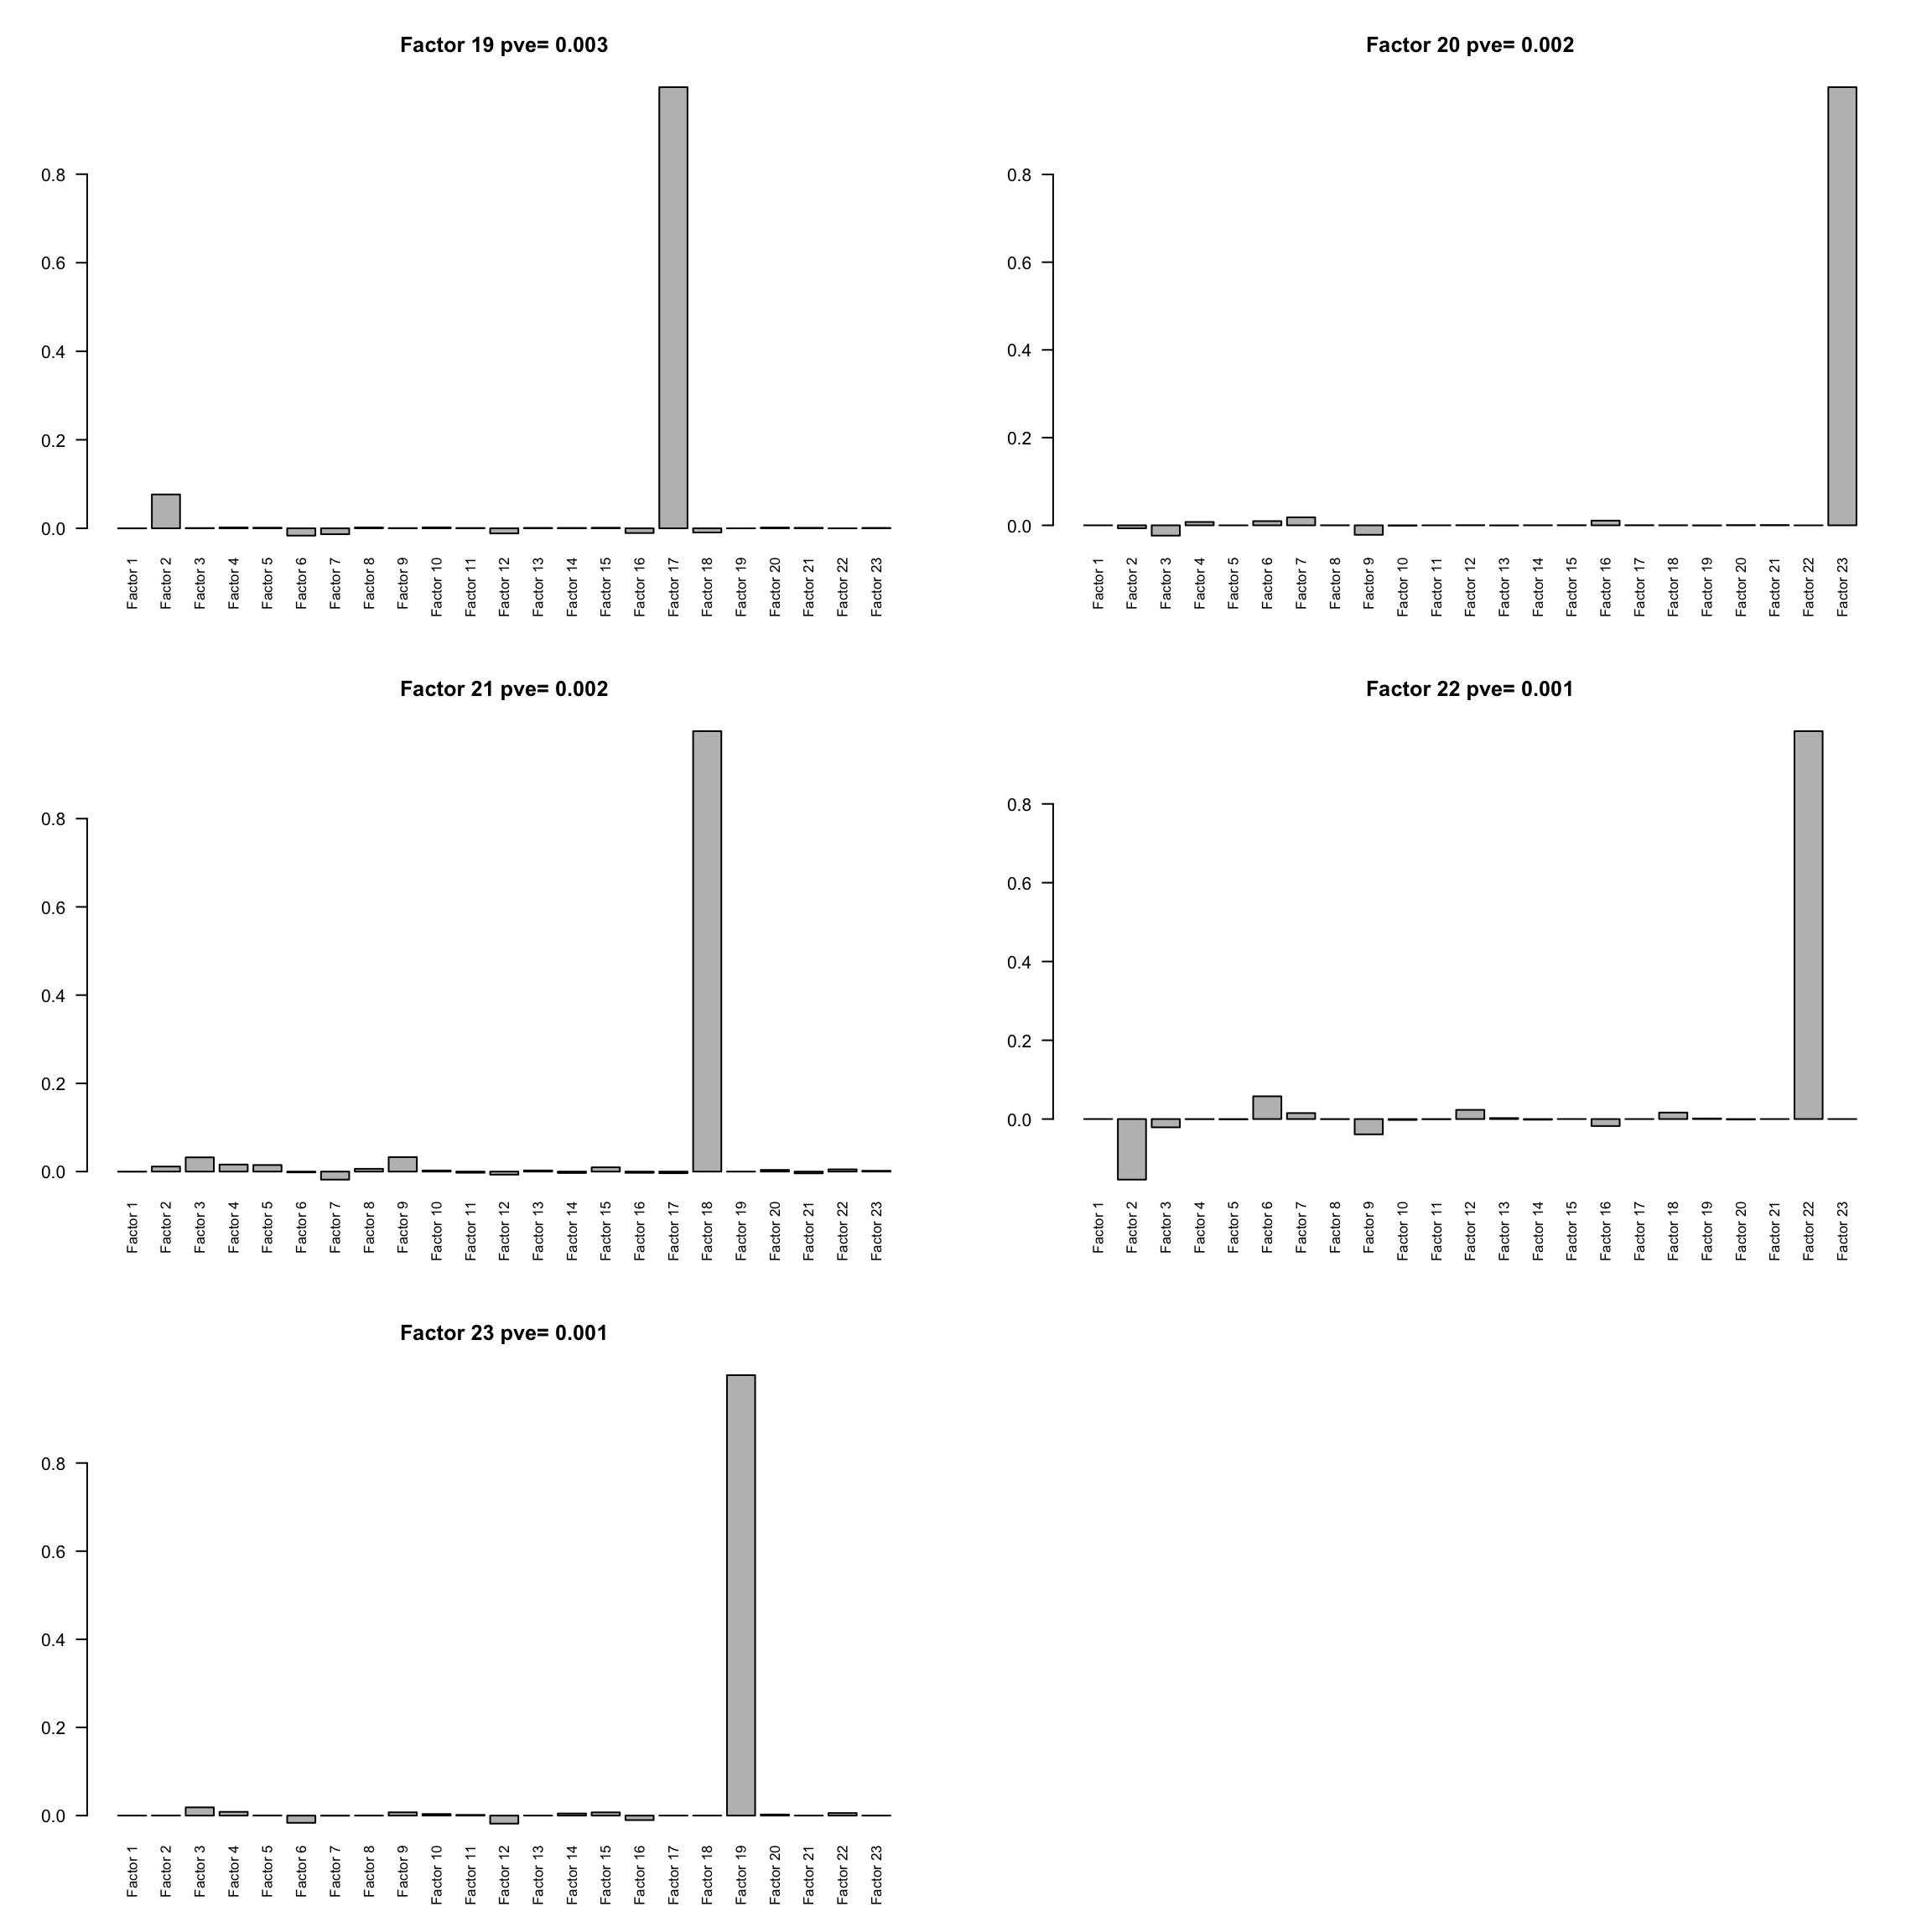 Factor 19 pve= 0.003
0.8
0.6
0.4
0.2
0.0
Factor 1
Factor 2
Factor 3
Factor 4
Factor 5
Factor 6
Factor 7
Factor 8
Factor 9
Factor 10
Factor 11
Factor 12
Factor 13
Factor 14
Factor 15
Factor 16
Factor 17
Factor 18
Factor 19
Factor 20
Factor 21
Factor 22
Factor 23
Factor 20 pve= 0.002
0.8
0.6
0.4
0.2
0.0
Factor 1
Factor 2
Factor 3
Factor 4
Factor 5
Factor 6
Factor 7
Factor 8
Factor 9
Factor 10
Factor 11
Factor 12
Factor 13
Factor 14
Factor 15
Factor 16
Factor 17
Factor 18
Factor 19
Factor 20
Factor 21
Factor 22
Factor 23
Factor 21 pve= 0.002
0.8
0.6
0.4
0.2
0.0
Factor 1
Factor 2
Factor 3
Factor 4
Factor 5
Factor 6
Factor 7
Factor 8
Factor 9
Factor 10
Factor 11
Factor 12
Factor 13
Factor 14
Factor 15
Factor 16
Factor 17
Factor 18
Factor 19
Factor 20
Factor 21
Factor 22
Factor 23
Factor 22 pve= 0.001
0.8
0.6
0.4
0.2
0.0
Factor 1
Factor 2
Factor 3
Factor 4
Factor 5
Factor 6
Factor 7
Factor 8
Factor 9
Factor 10
Factor 11
Factor 12
Factor 13
Factor 14
Factor 15
Factor 16
Factor 17
Factor 18
Factor 19
Factor 20
Factor 21
Factor 22
Factor 23
Factor 23 pve= 0.001
0.8
0.6
0.4
0.2
0.0
Factor 1
Factor 2
Factor 3
Factor 4
Factor 5
Factor 6
Factor 7
Factor 8
Factor 9
Factor 10
Factor 11
Factor 12
Factor 13
Factor 14
Factor 15
Factor 16
Factor 17
Factor 18
Factor 19
Factor 20
Factor 21
Factor 22
Factor 23